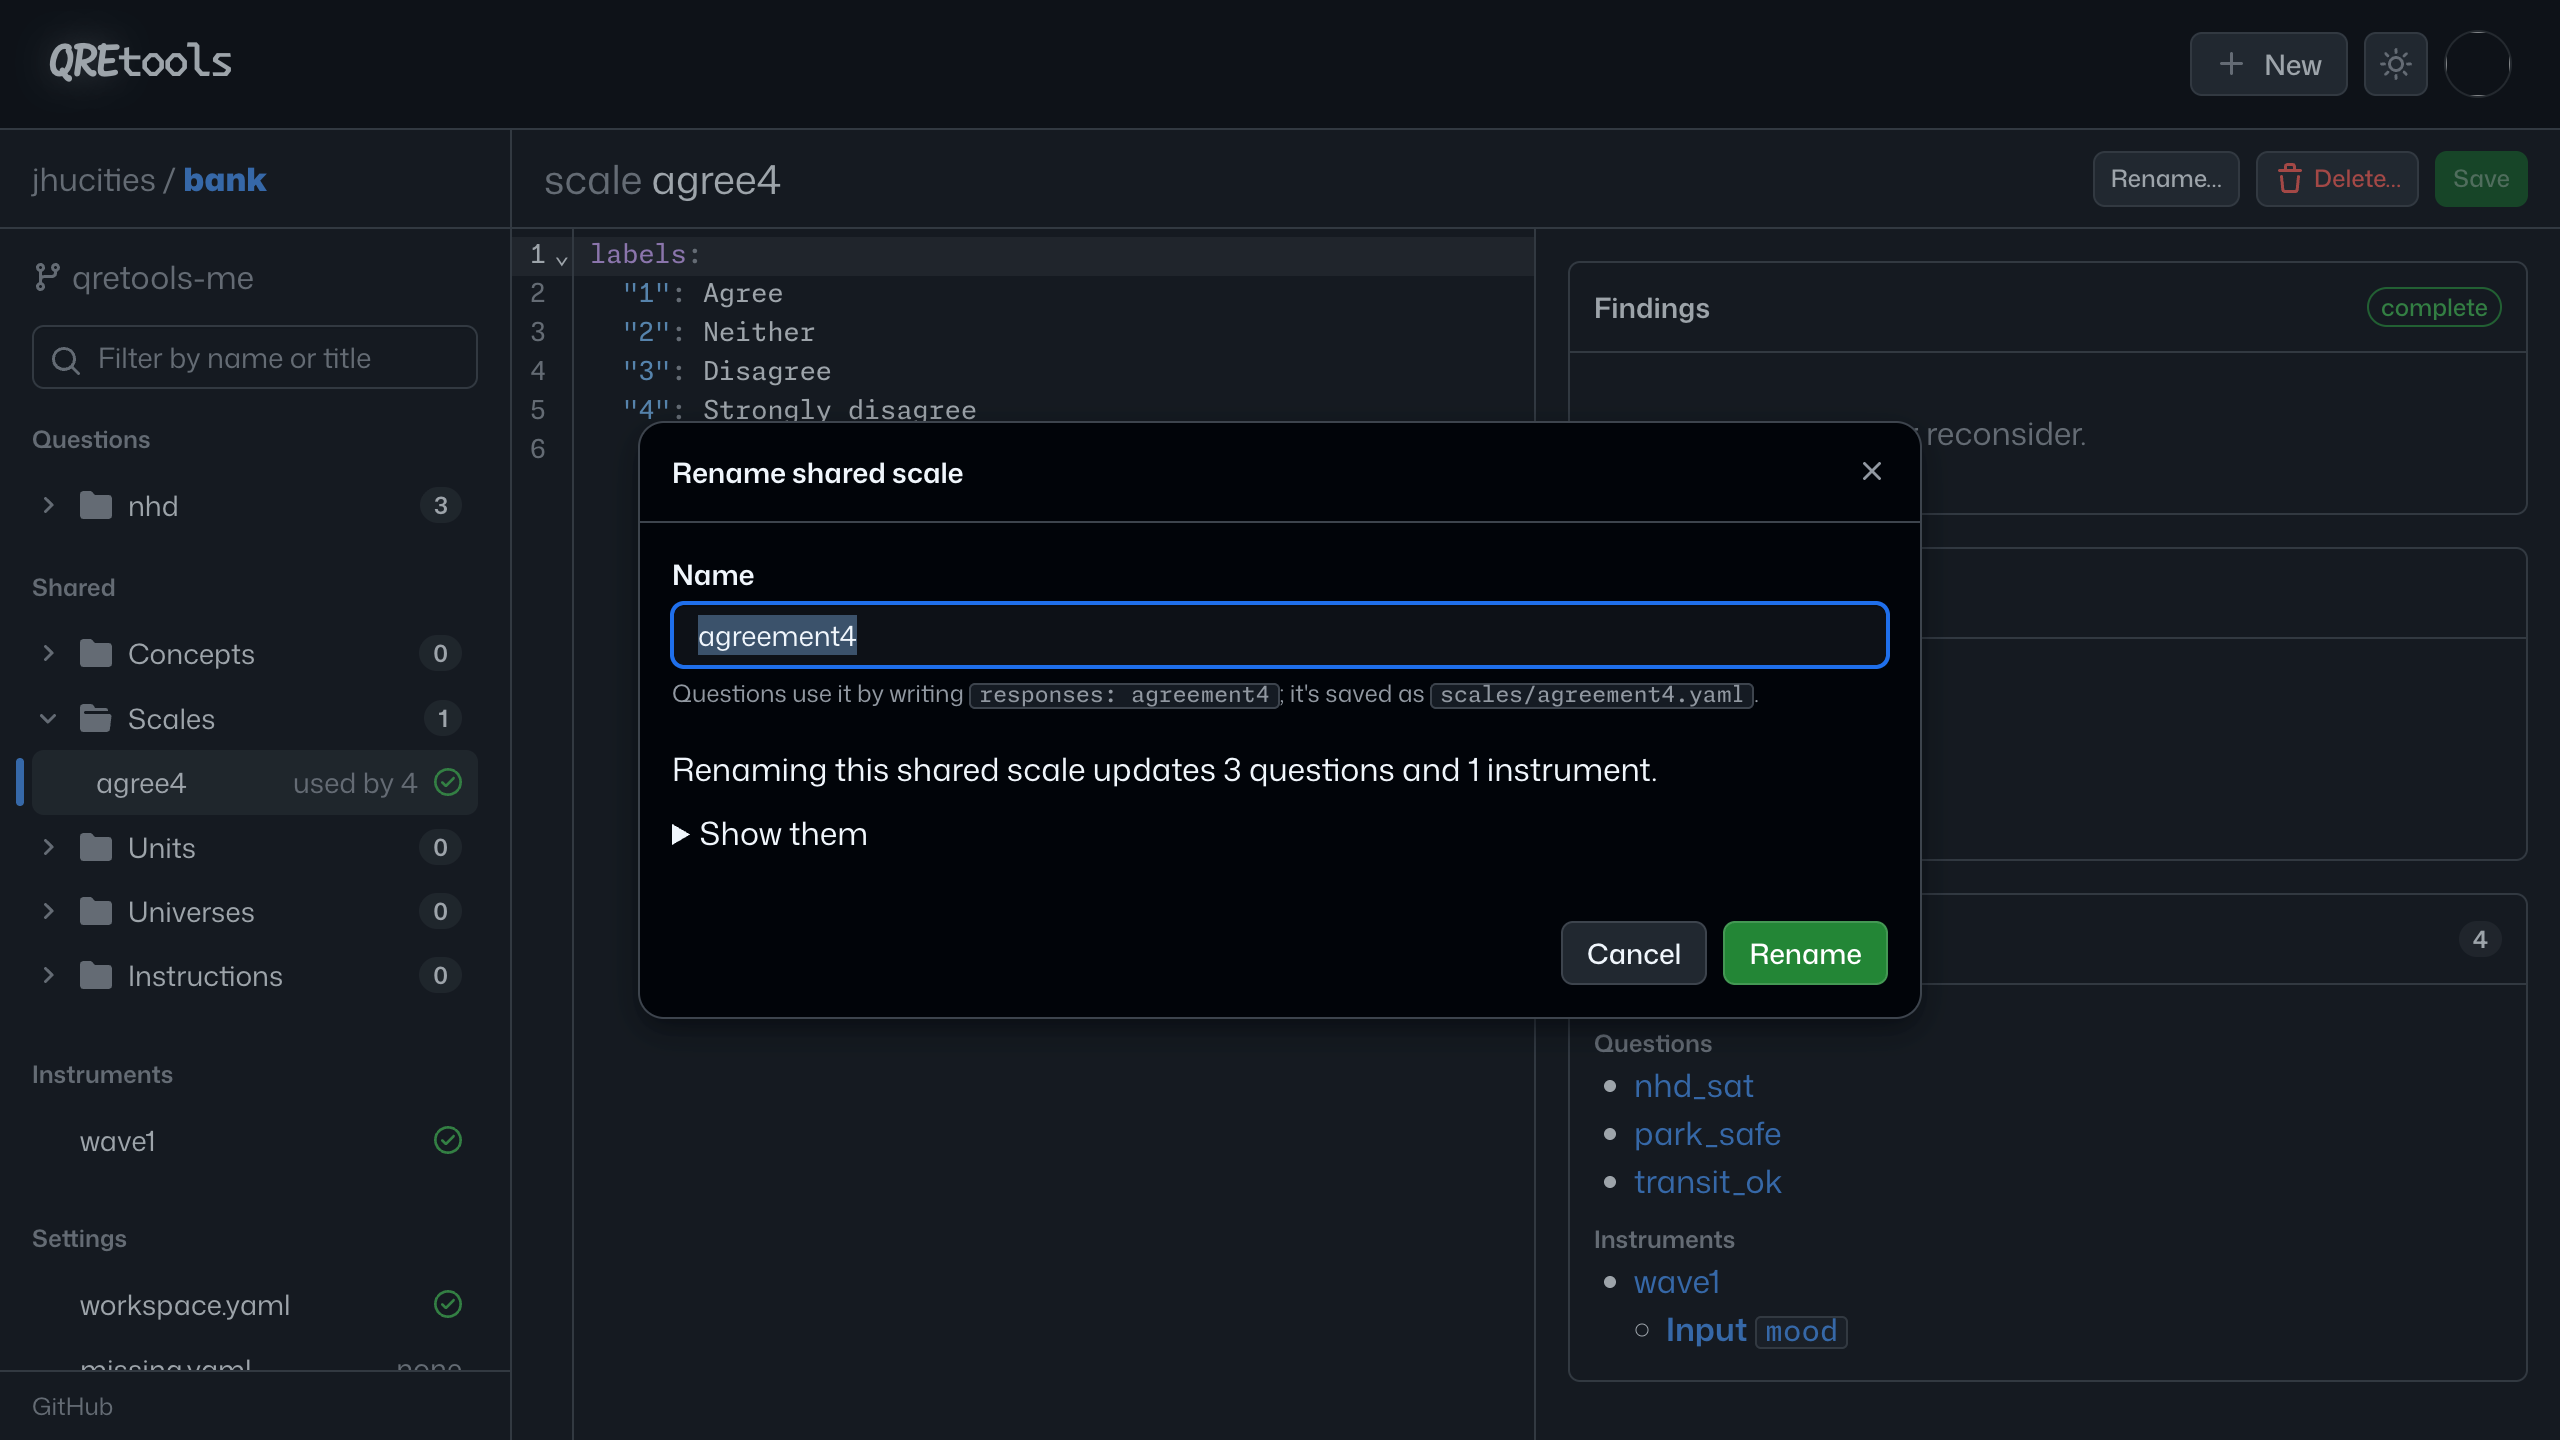 QREtools
New
jhucities / bank
scale agree4
Rename...
Delete...
Save
qretools-me
Filter by name or title
Questions
nhd 3
Shared
Concepts 0
Scales 1
agree4 used by 4
Units 0
Universes 0
Instructions 0
Instruments
wave1
Settings
workspace.yaml
missing.yaml none
GitHub
1 labels:
2 "1": Agree
3 "2": Neither
4 "3": Disagree
5 "4": Strongly disagree
6
Findings complete
reconsider.
Rename shared scale
Name
agreement4
Questions use it by writing responses: agreement4; it's saved as scales/agreement4.yaml.
Renaming this shared scale updates 3 questions and 1 instrument.
Show them
Cancel Rename
4
Questions
nhd_sat
park_safe
transit_ok
Instruments
wave1
Input mood